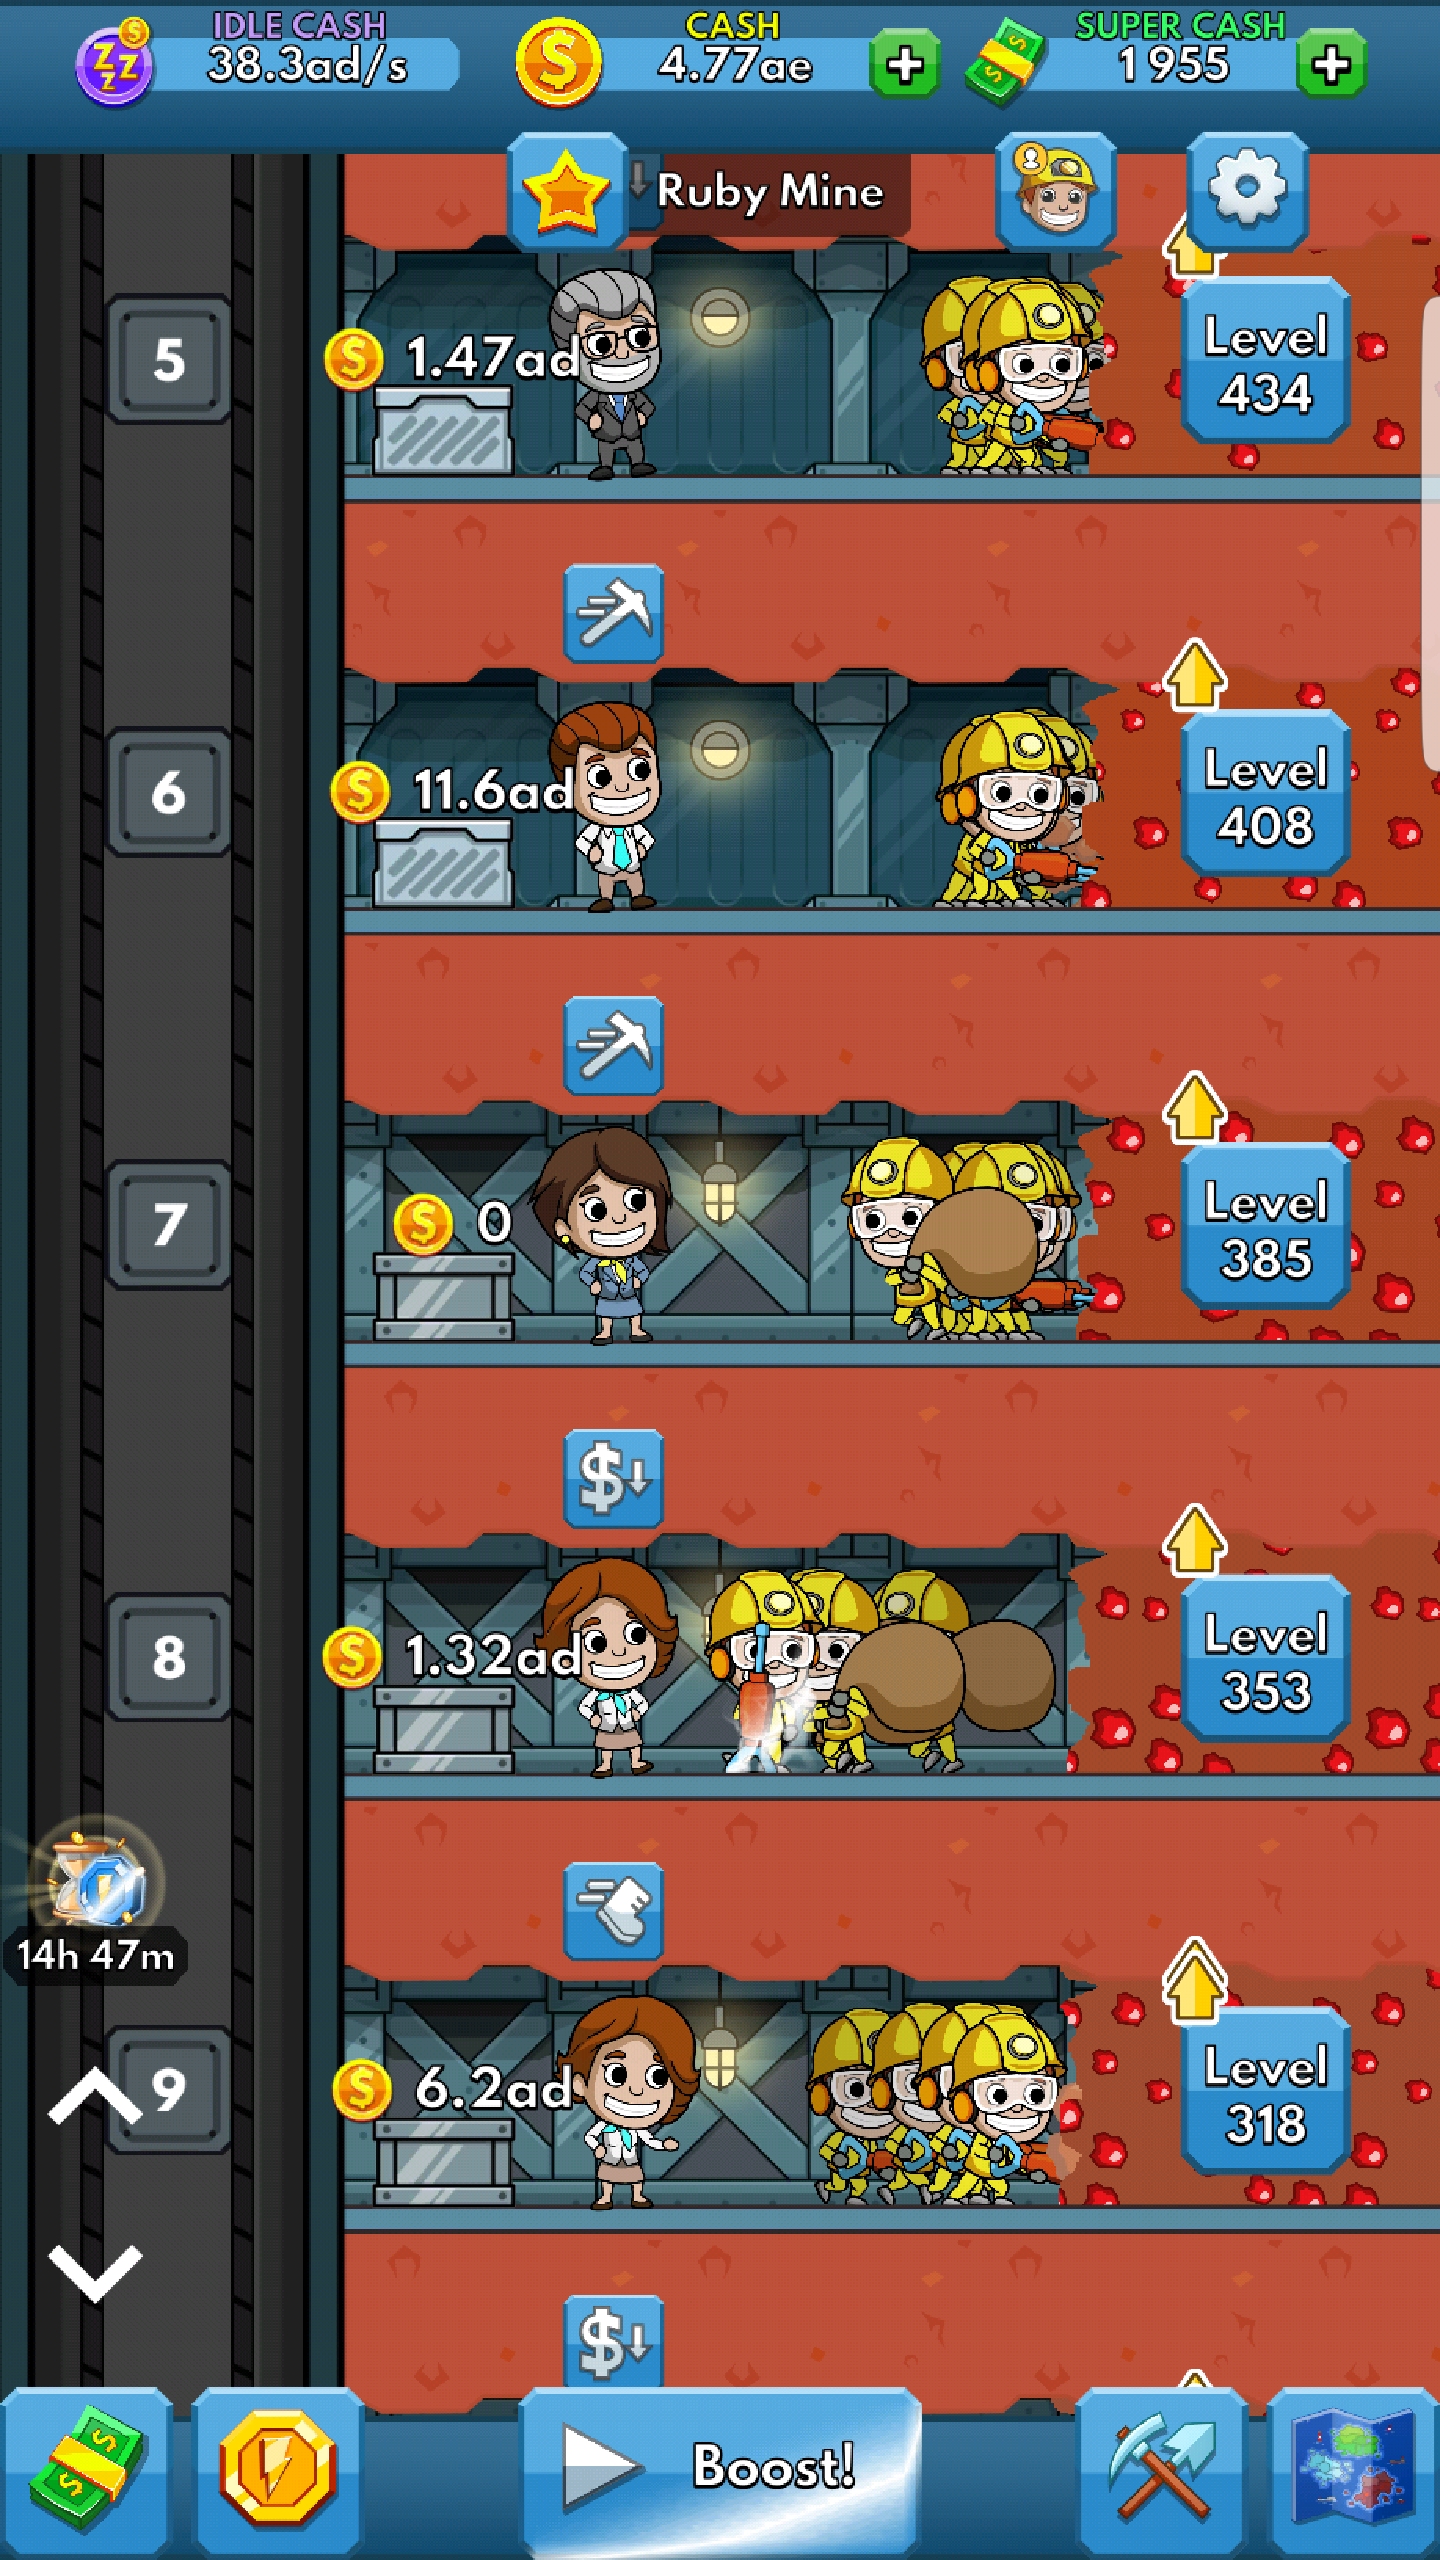 IDLE CASH
38.3ad/s
CASH
4.77ae
SUPER CASH
1 955
Ruby Mine
5
1.47ad
Level
434
6
11.6ad
Level
408
7
0
Level
385
8
1.32ad
Level
353
14h 47m
9
6.2ad
Level
318
Boost!